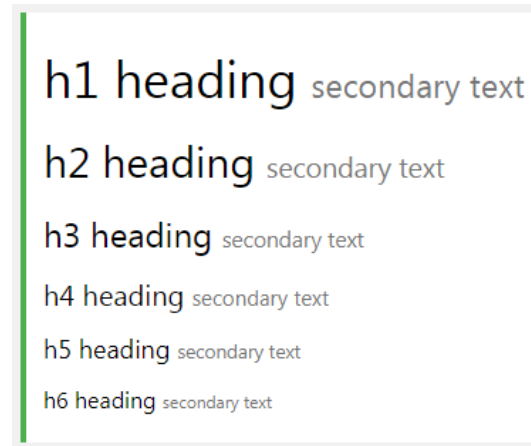 h1 heading secondary text
h2 heading secondary text
h3 heading secondary text
h4 heading secondary text
h5 heading secondary text
h6 heading secondary text